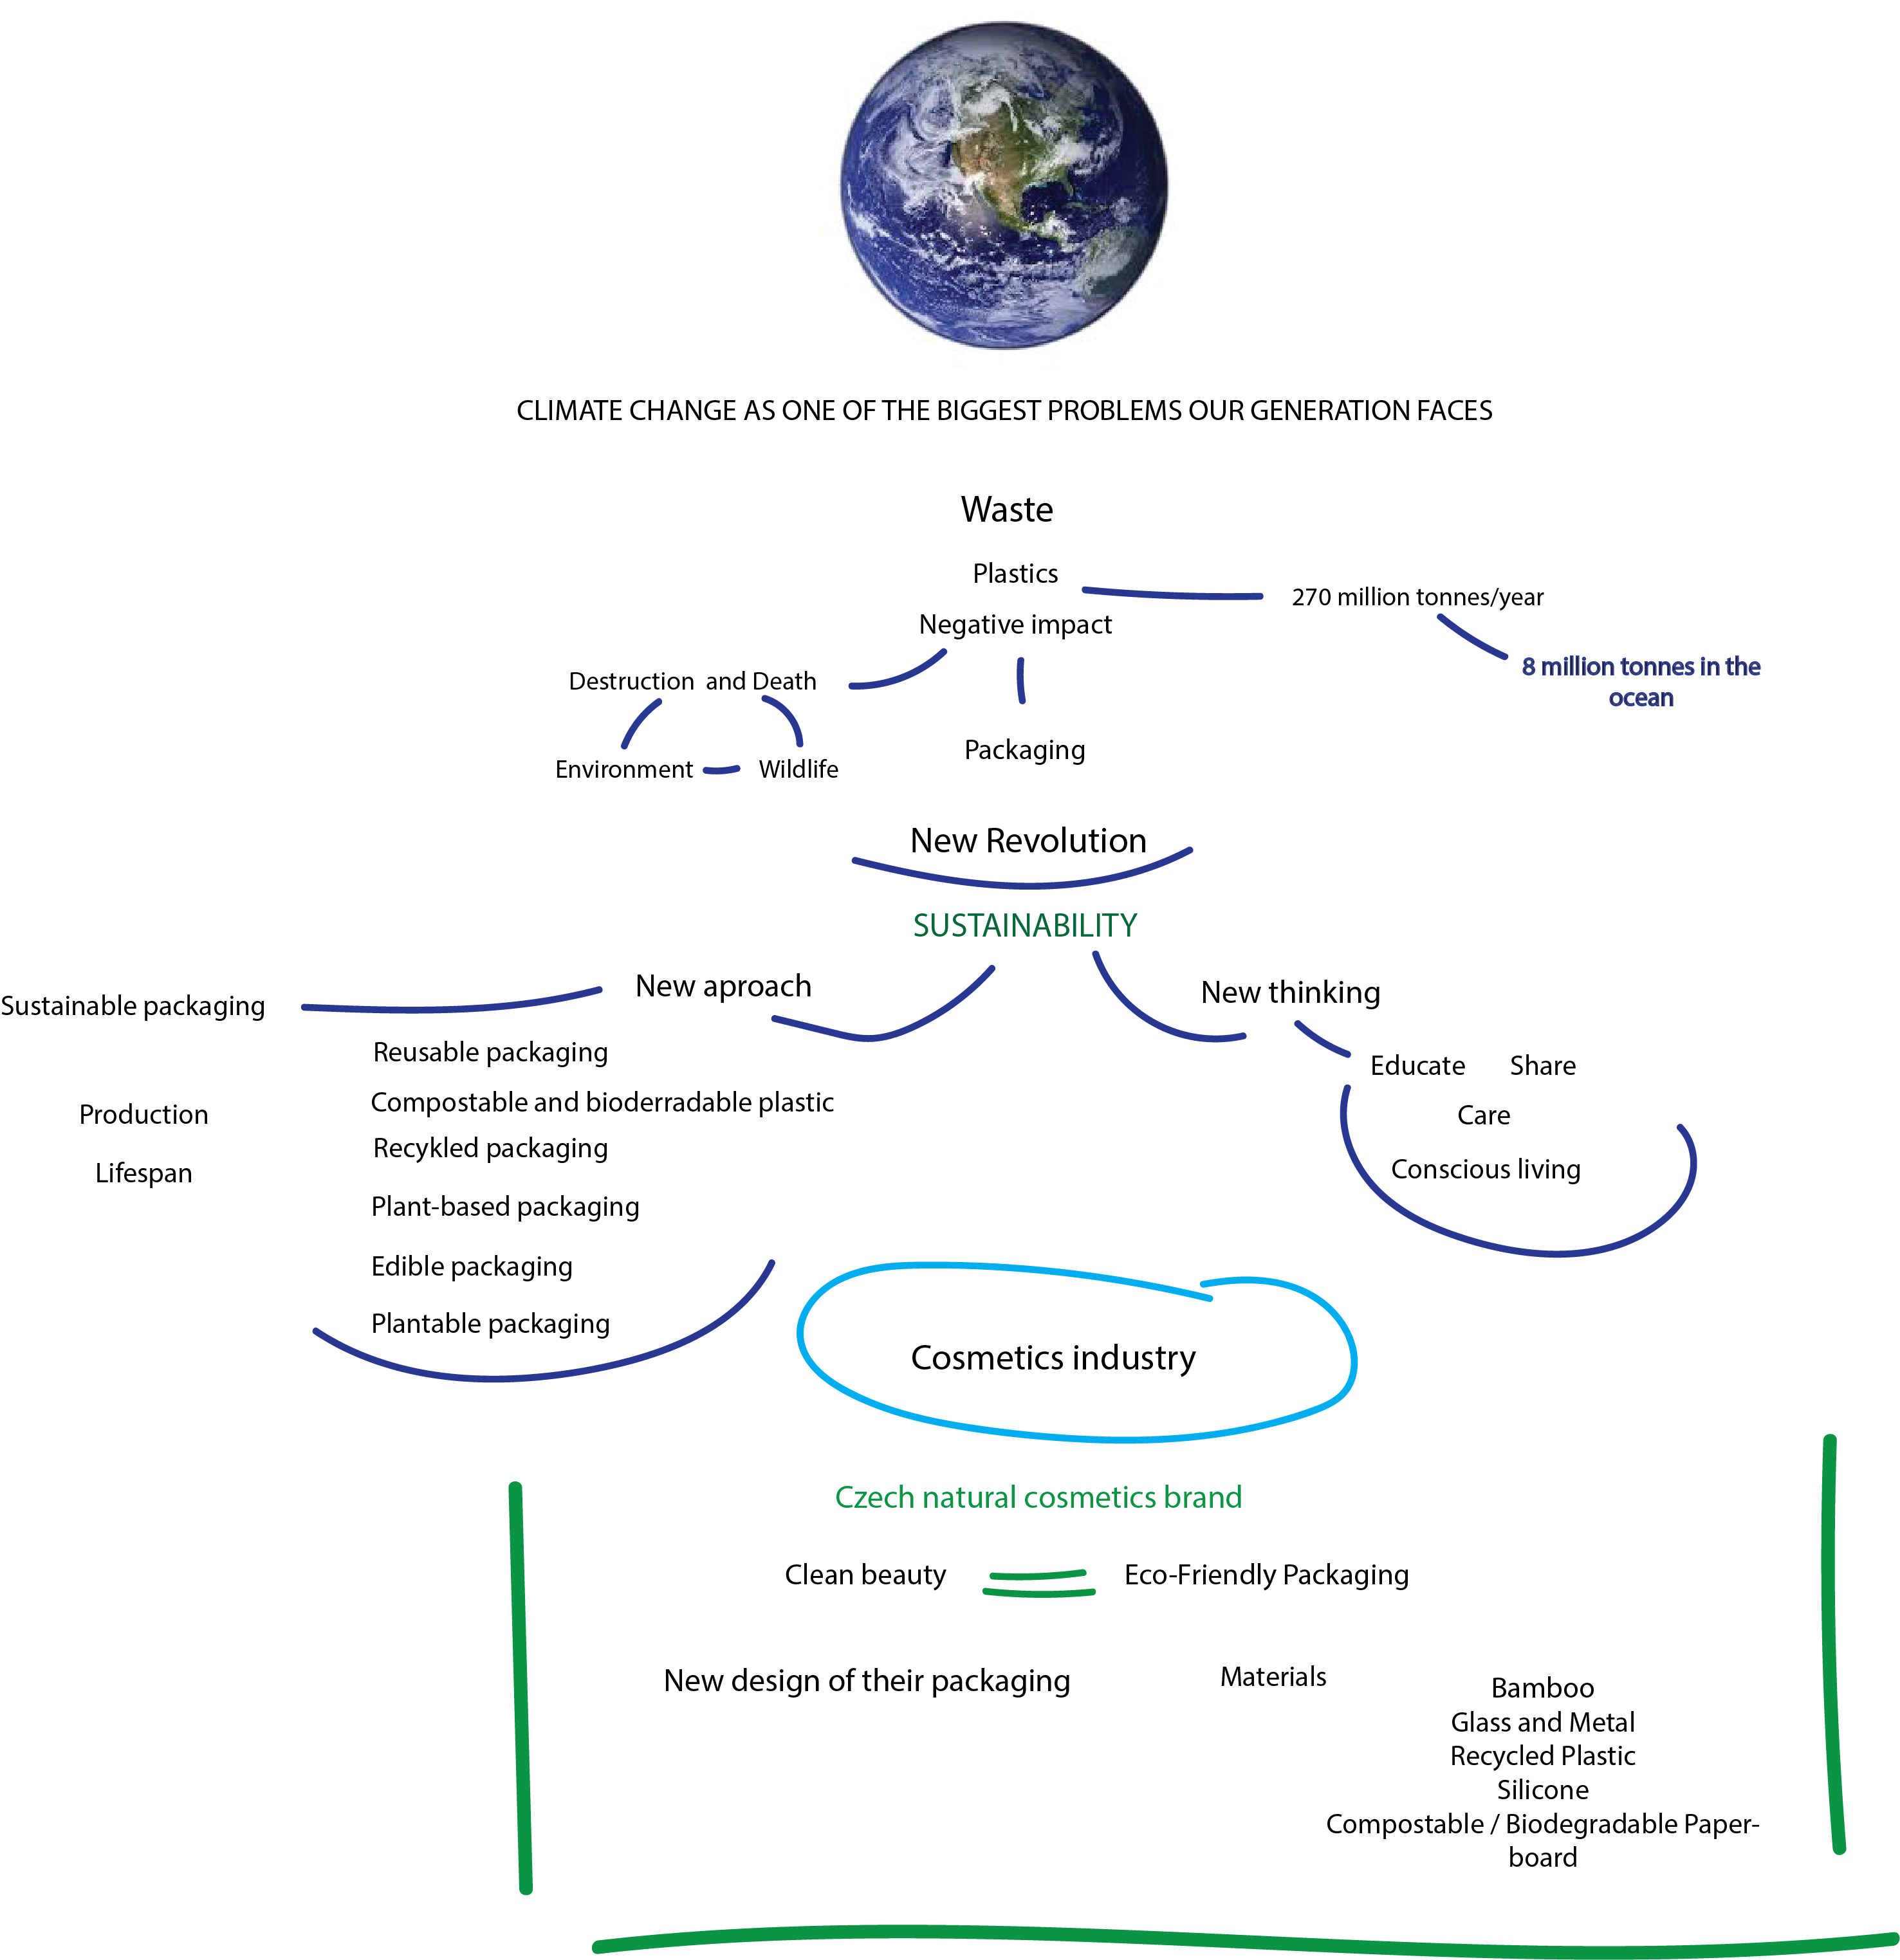 CLIMATE CHANGE AS ONE OF THE BIGGEST PROBLEMS OUR GENERATION FACES
Waste
Plastics
270 million tonnes/year
Negative impact
8 million tonnes in the
ocean
Destruction and Death
Environment
Wildlife
Packaging
New Revolution
SUSTAINABILITY
New aproach
New thinking
Sustainable packaging
Production
Lifespan
Reusable packaging
Compostable and bioderradable plastic
Recykled packaging
Plant-based packaging
Edible packaging
Plantable packaging
Educate Share
Care
Conscious living
Cosmetics industry
Czech natural cosmetics brand
Clean beauty
Eco-Friendly Packaging
New design of their packaging
Materials
Bamboo
Glass and Metal
Recycled Plastic
Silicone
Compostable / Biodegradable Paper-
board